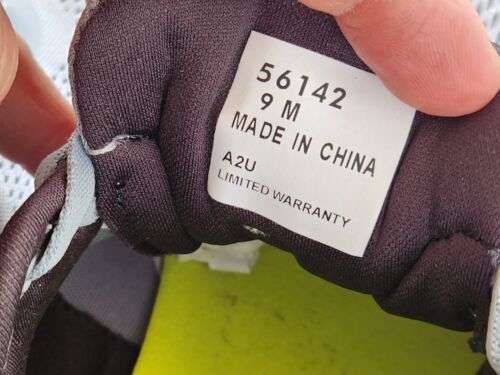 56142
9 M
MADE IN CHINA
A2U
LIMITED WARRANTY